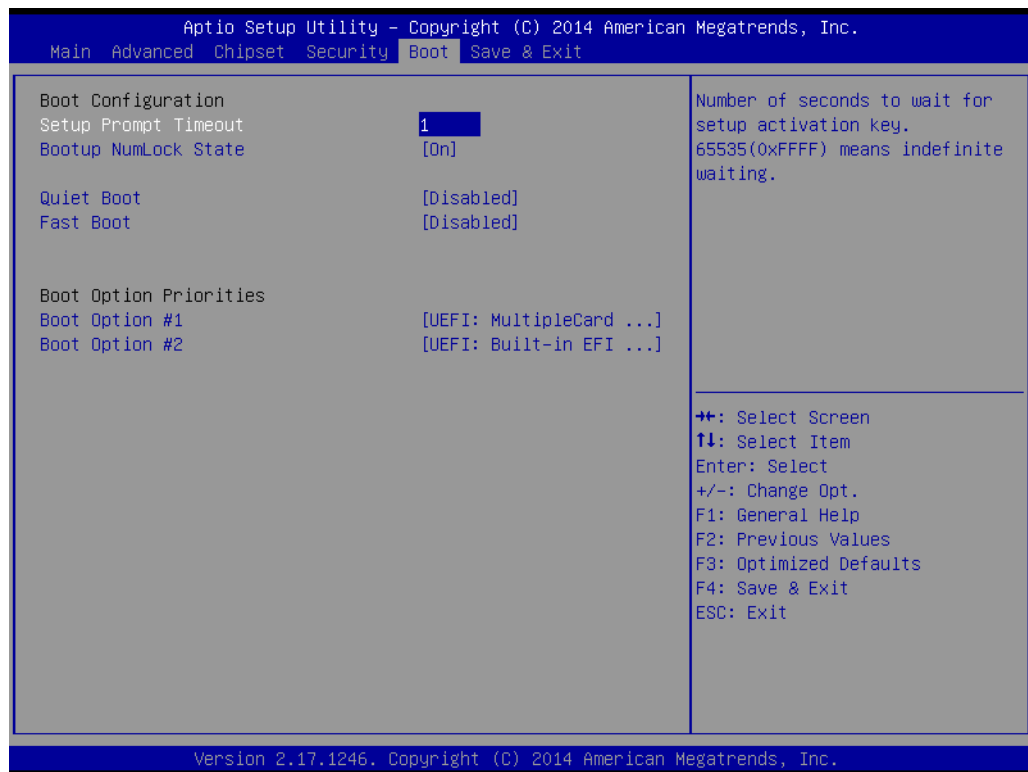 Aptio Setup Utility – Copyright (C) 2014 American Megatrends, Inc.
Main Advanced Chipset Security Boot Save & Exit
Boot Configuration
Setup Prompt Timeout 1
Bootup NumLock State [On]
Quiet Boot [Disabled]
Fast Boot [Disabled]
Boot Option Priorities
Boot Option #1 [UEFI: MultipleCard ...]
Boot Option #2 [UEFI: Built-in EFI ...]
Number of seconds to wait for
setup activation key.
65535(0xFFFF) means indefinite
waiting.
→←: Select Screen
↑↓: Select Item
Enter: Select
+/-: Change Opt.
F1: General Help
F2: Previous Values
F3: Optimized Defaults
F4: Save & Exit
ESC: Exit
Version 2.17.1246. Copyright (C) 2014 American Megatrends, Inc.